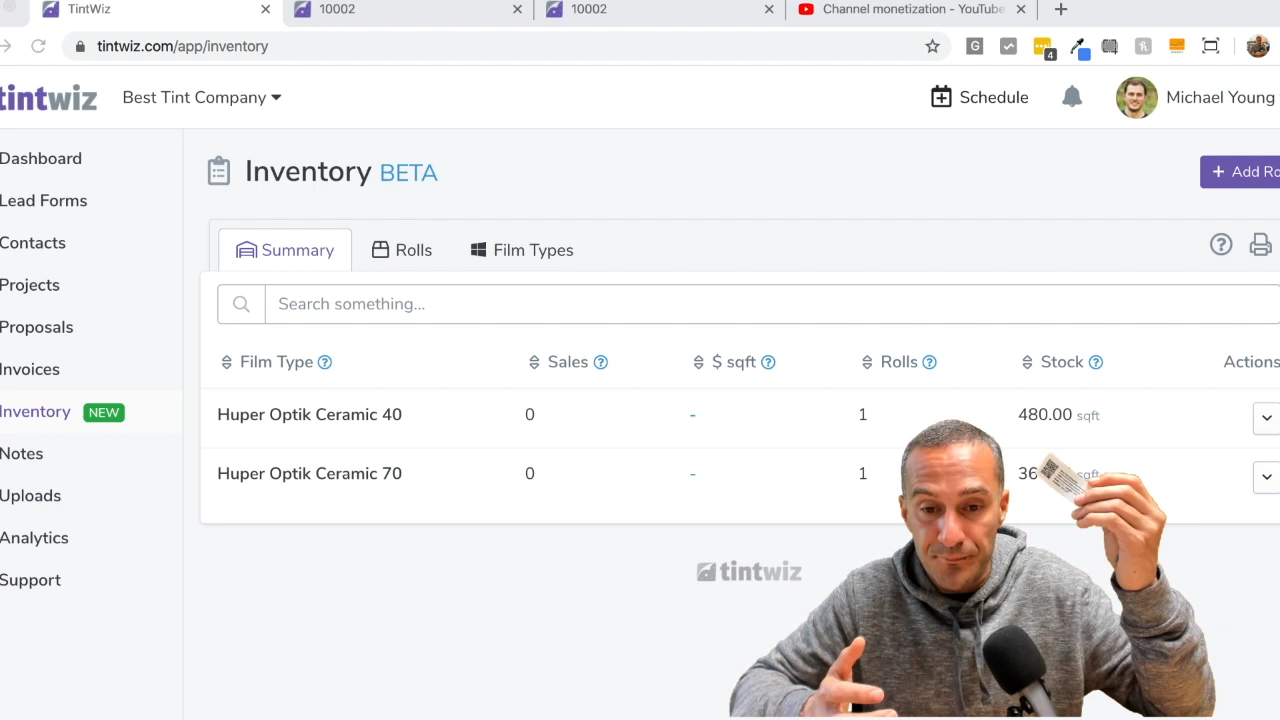 TintWiz
10002
10002
Channel monetization - YouTube
tintwiz.com/app/inventory
G
4
tintwiz
Best Tint Company
Schedule
Michael Young
Dashboard
Lead Forms
Contacts
Projects
Proposals
Invoices
Inventory NEW
Notes
Uploads
Analytics
Support
Inventory BETA
+ Add Ro
Summary
Rolls
Film Types
?
Search something...
Film Type ? Sales ? $ sqft ? Rolls ? Stock ? Actions
Huper Optik Ceramic 40 0 - 1 480.00 sqft
Huper Optik Ceramic 70 0 - 1 36 sqft
tintwiz